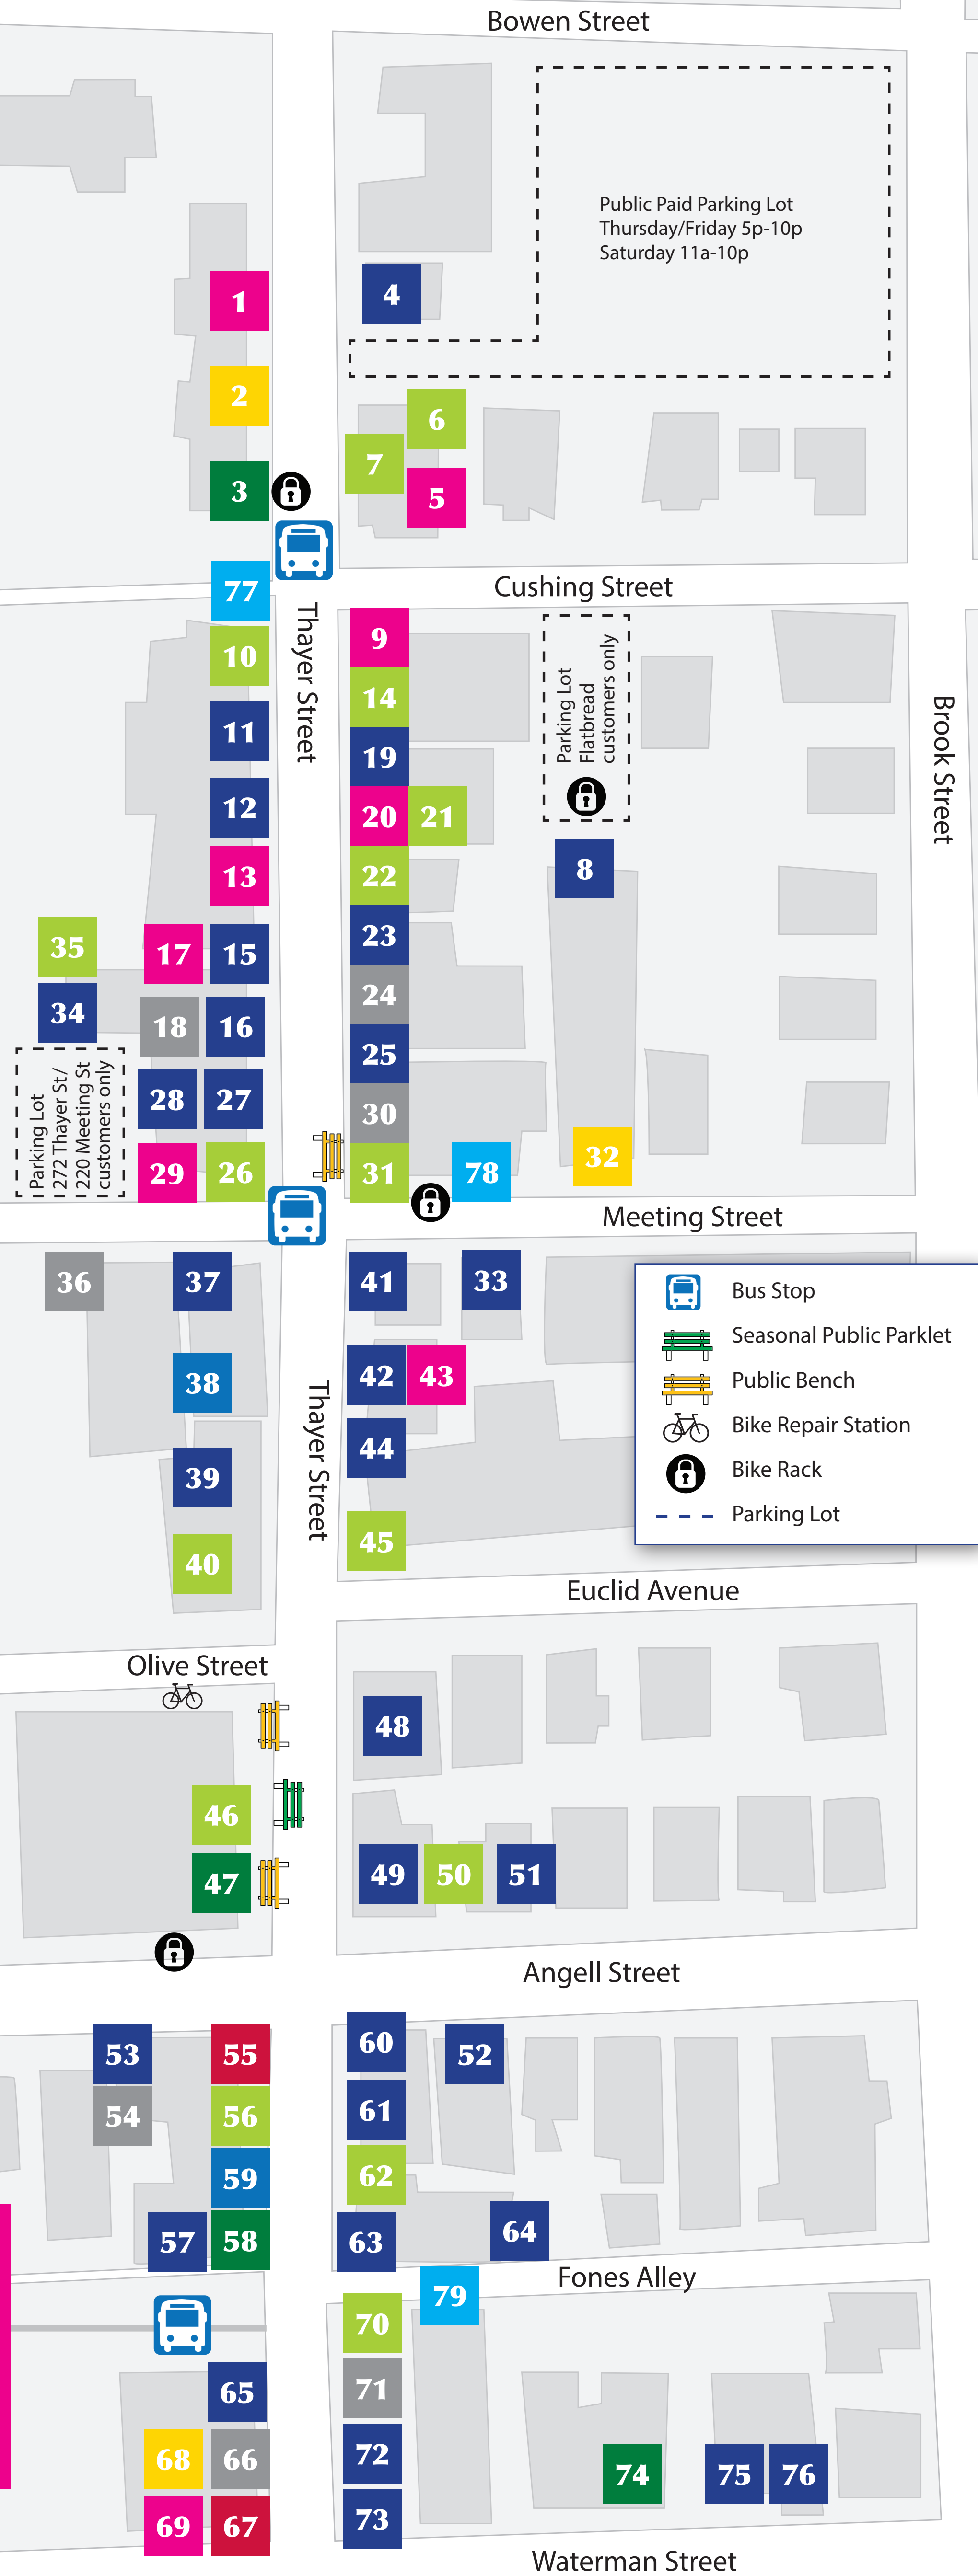 Bowen Street
Public Paid Parking Lot
Thursday/Friday 5p-10p
Saturday 11a-10p
1
4
2
6
7
3
5
77
Cushing Street
Thayer Street
9
10
14
Parking Lot
Flatbread
customers only
11
19
Brook Street
12
20
21
13
22
8
35
17
15
23
34
18
16
24
25
Parking Lot
272 Thayer St/
220 Meeting St
customers only
28
27
30
29
26
31
78
32
Meeting Street
36
37
41
33
Bus Stop
Seasonal Public Parklet
Public Bench
Bike Repair Station
Bike Rack
Parking Lot
38
42
43
Thayer Street
39
44
40
45
Euclid Avenue
Olive Street
48
46
47
49
50
51
Angell Street
53
55
60
52
54
56
61
59
62
57
58
63
64
Fones Alley
79
70
65
71
68
66
72
74
75
76
69
67
73
Waterman Street